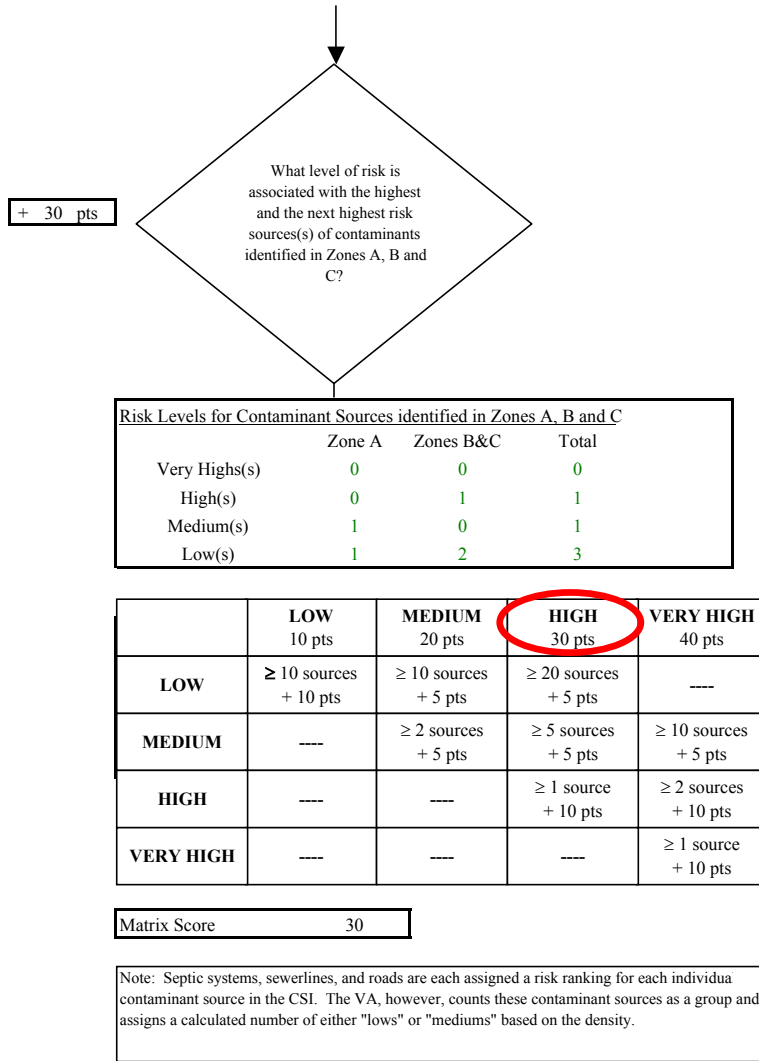 What level of risk is
associated with the highest
and the next highest risk
sources(s) of contaminants
identified in Zones A, B and
C?
+ 30 pts
Risk Levels for Contaminant Sources identified in Zones A, B and C
Zone A Zones B&C Total
Very Highs(s) 0 0 0
High(s) 0 1 1
Medium(s) 1 0 1
Low(s) 1 2 3
LOW MEDIUM HIGH VERY HIGH
10 pts 20 pts 30 pts 40 pts
LOW ≥ 10 sources ≥ 10 sources ≥ 20 sources ----
+ 10 pts + 5 pts + 5 pts
MEDIUM ---- ≥ 2 sources ≥ 5 sources ≥ 10 sources
+ 5 pts + 5 pts + 5 pts
HIGH ---- ---- ≥ 1 source ≥ 2 sources
+ 10 pts + 10 pts
VERY HIGH ---- ---- ---- ≥ 1 source
+ 10 pts
Matrix Score 30
Note: Septic systems, sewerlines, and roads are each assigned a risk ranking for each individua
contaminant source in the CSI. The VA, however, counts these contaminant sources as a group and
assigns a calculated number of either "lows" or "mediums" based on the density.